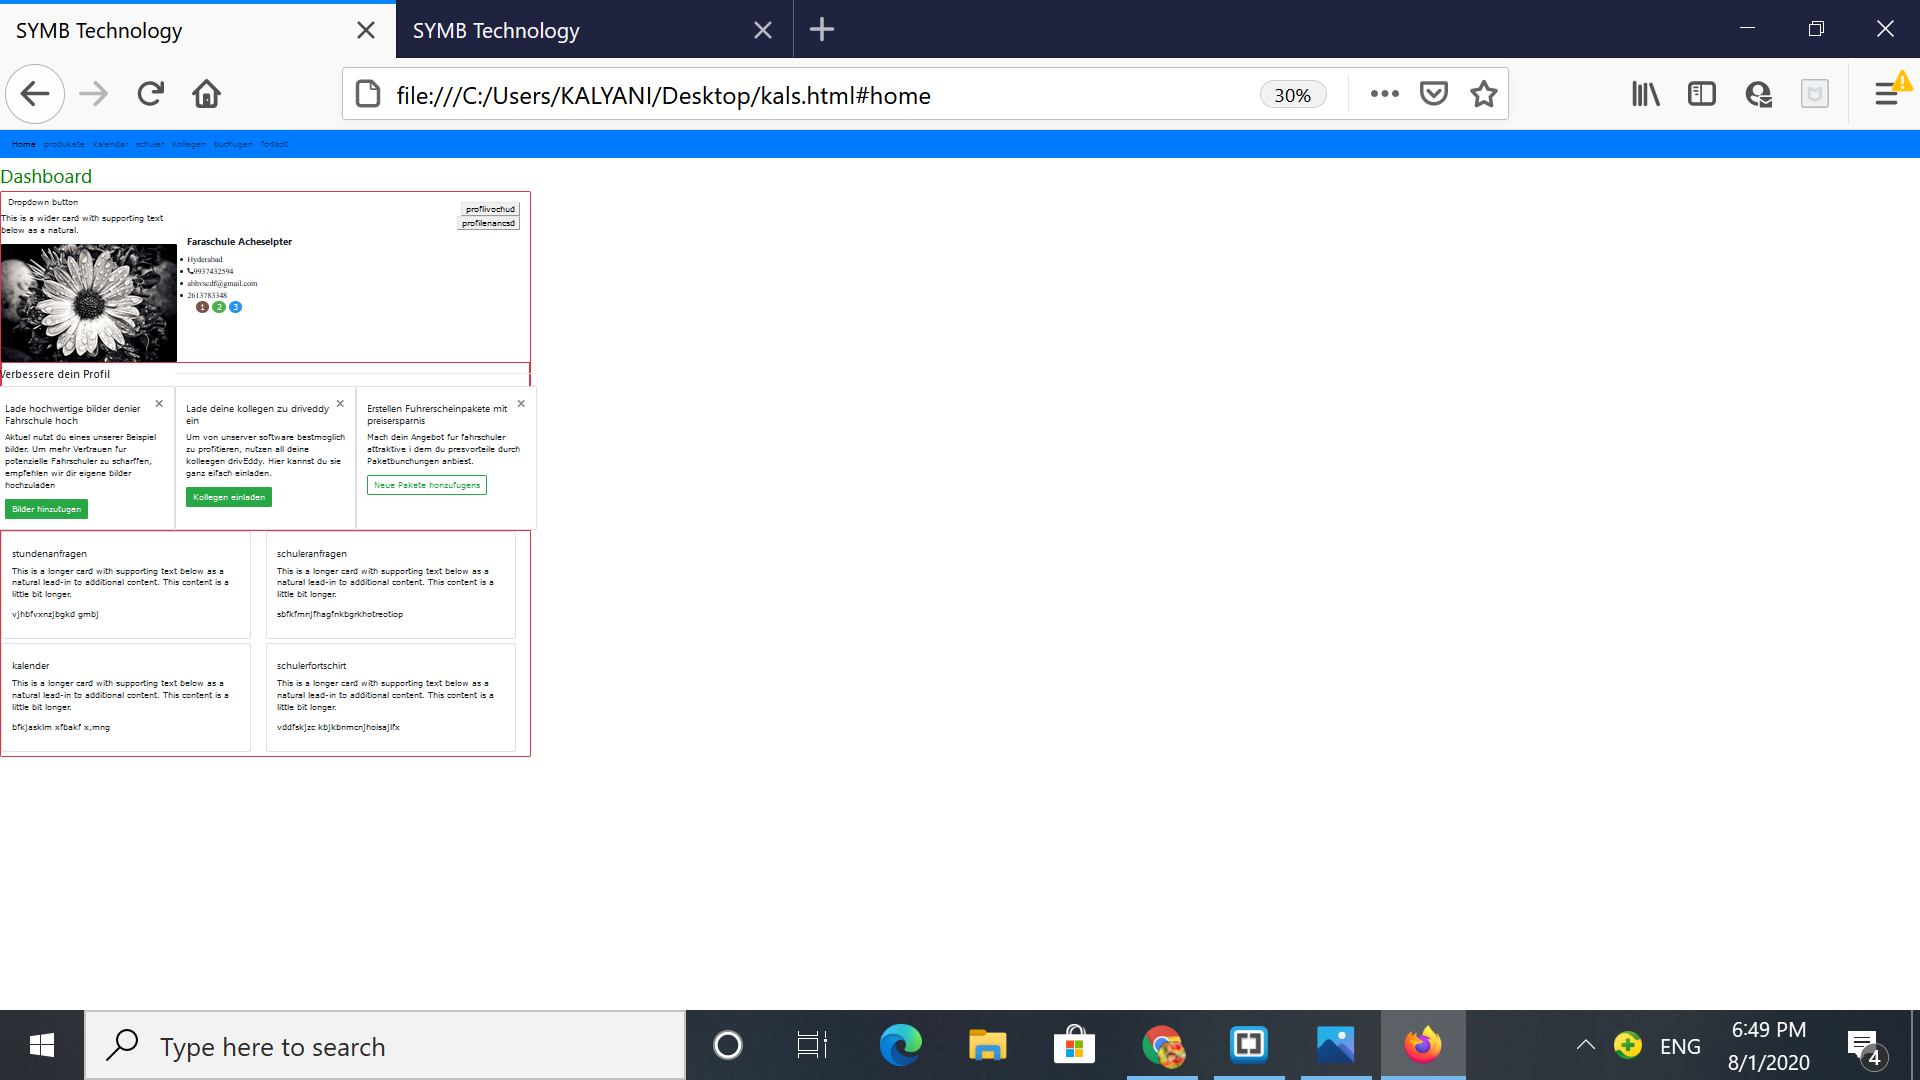 SYMB Technology
SYMB Technology
file:///C:/Users/KALYANI/Desktop/kals.html#home
30%
Home produkete kalendar schuler kollegen buchugen fortscit
Dashboard
Dropdown button
This is a wider card with supporting text
below as a natural.
proflivochud
profilenancsd
Faraschule Acheselpter
Hyderabad
9937432594
abhvscdf@gmail.com
2613783348
1 2 3
Verbessere dein Profil
Lade hochwertige bilder denier
Fahrschule hoch
Aktuel nutzt du eines unserer Beispiel
bilder. Um mehr Vertrauen fur
potenzielle Fahrschuler zu scharffen,
empfehlen wir dir eigene bilder
hochzuladen
Bilder hinzufugen
Lade deine kollegen zu driveddy
ein
Um von unserver software bestmoglich
zu profitieren, nutzen all deine
kolleegen drivEddy. Hier kannst du sie
ganz eifach einladen.
Kollegen einladen
Erstellen Fuhrerscheinpakete mit
preisersparnis
Mach dein Angebot fur fahrschuler
attraktive i dem du presvorteile durch
Paketbunchungen anbiest.
Neue Pakete honzufugens
stundenanfragen
This is a longer card with supporting text below as a
natural lead-in to additional content. This content is a
little bit longer.
vjhbfvxnzjbgkd gmbj
schuleranfragen
This is a longer card with supporting text below as a
natural lead-in to additional content. This content is a
little bit longer.
sbfkfmnjfhagfnkbgrkhotreotiop
kalender
This is a longer card with supporting text below as a
natural lead-in to additional content. This content is a
little bit longer.
bfkjasklm xfbakf x,mng
schulerfortschirt
This is a longer card with supporting text below as a
natural lead-in to additional content. This content is a
little bit longer.
vddfskjzc kbjkbnmcnjhoisajlfx
Type here to search
ENG
6:49 PM
8/1/2020
4